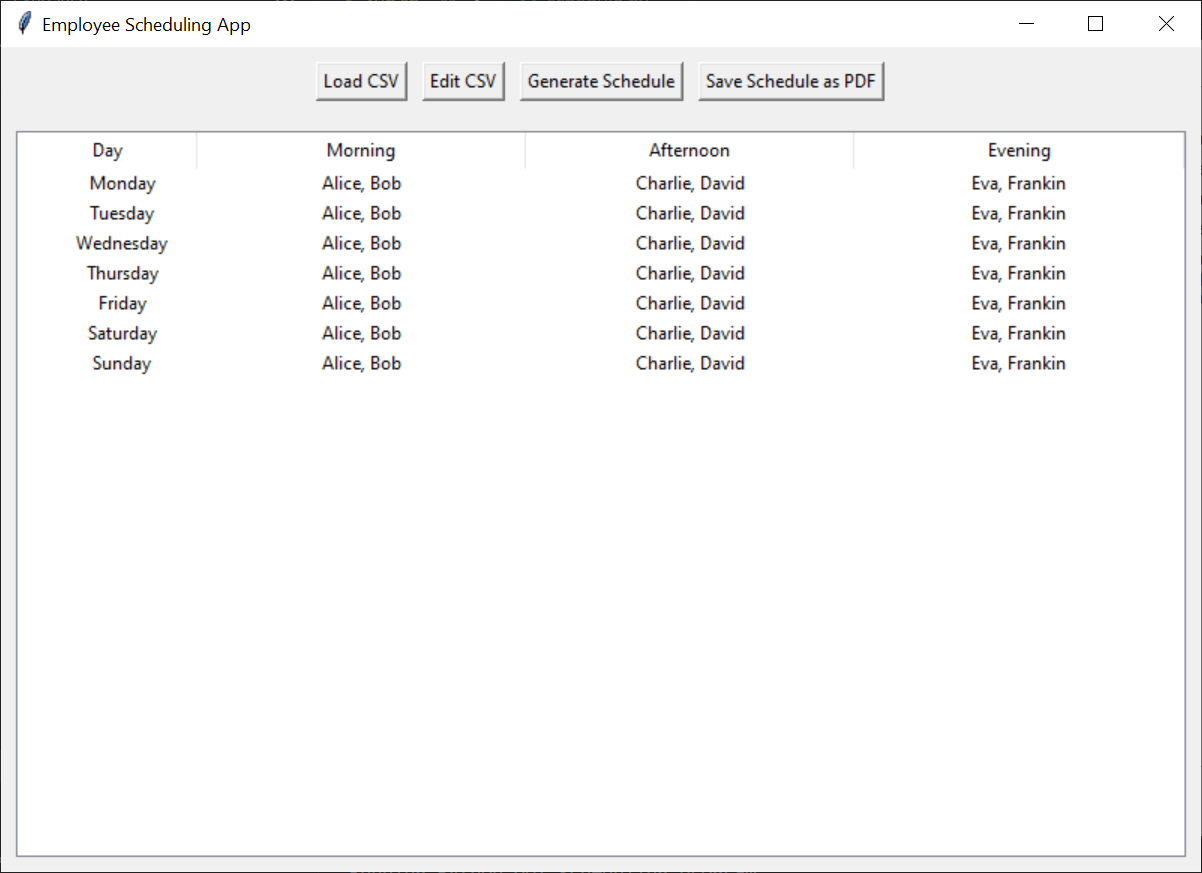 Employee Scheduling App
Load CSV Edit CSV Generate Schedule Save Schedule as PDF
Day Morning Afternoon Evening
Monday Alice, Bob Charlie, David Eva, Frankin
Tuesday Alice, Bob Charlie, David Eva, Frankin
Wednesday Alice, Bob Charlie, David Eva, Frankin
Thursday Alice, Bob Charlie, David Eva, Frankin
Friday Alice, Bob Charlie, David Eva, Frankin
Saturday Alice, Bob Charlie, David Eva, Frankin
Sunday Alice, Bob Charlie, David Eva, Frankin